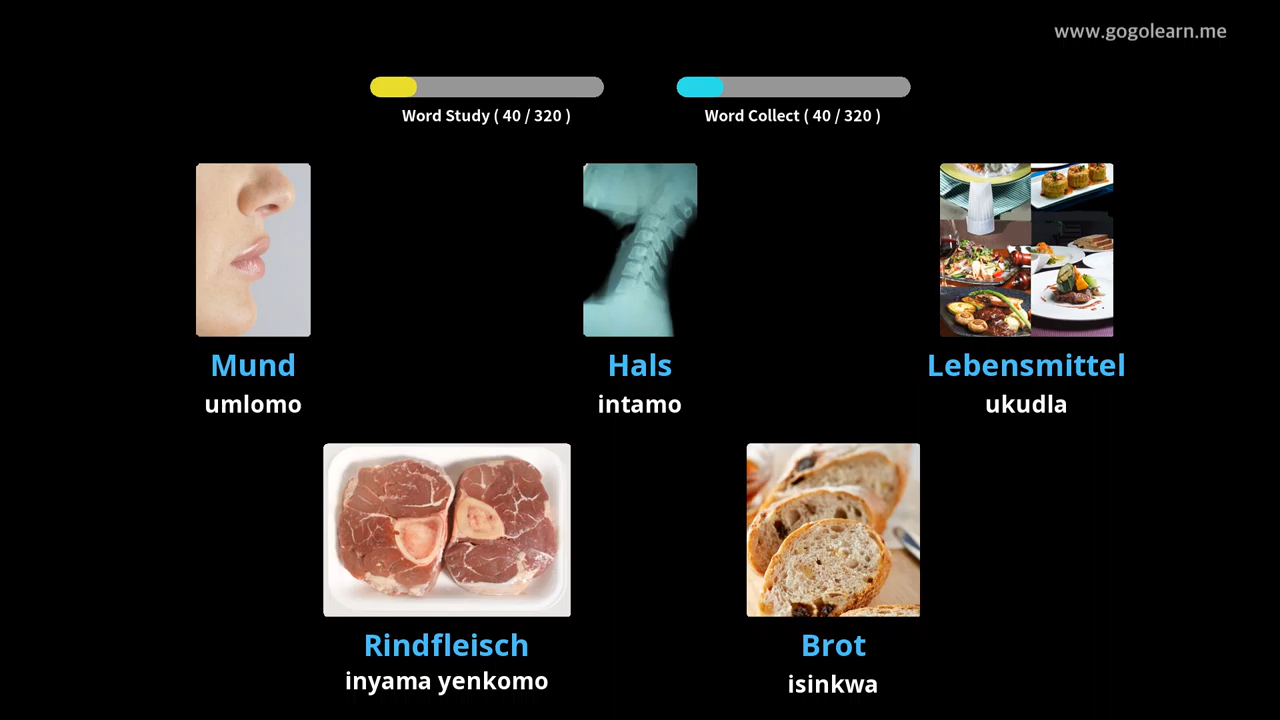 www.gogolearn.me
Word Study ( 40 / 320 )
Word Collect ( 40 / 320 )
Mund
umlomo
Hals
intamo
Lebensmittel
ukudla
Rindfleisch
inyama yenkomo
Brot
isinkwa